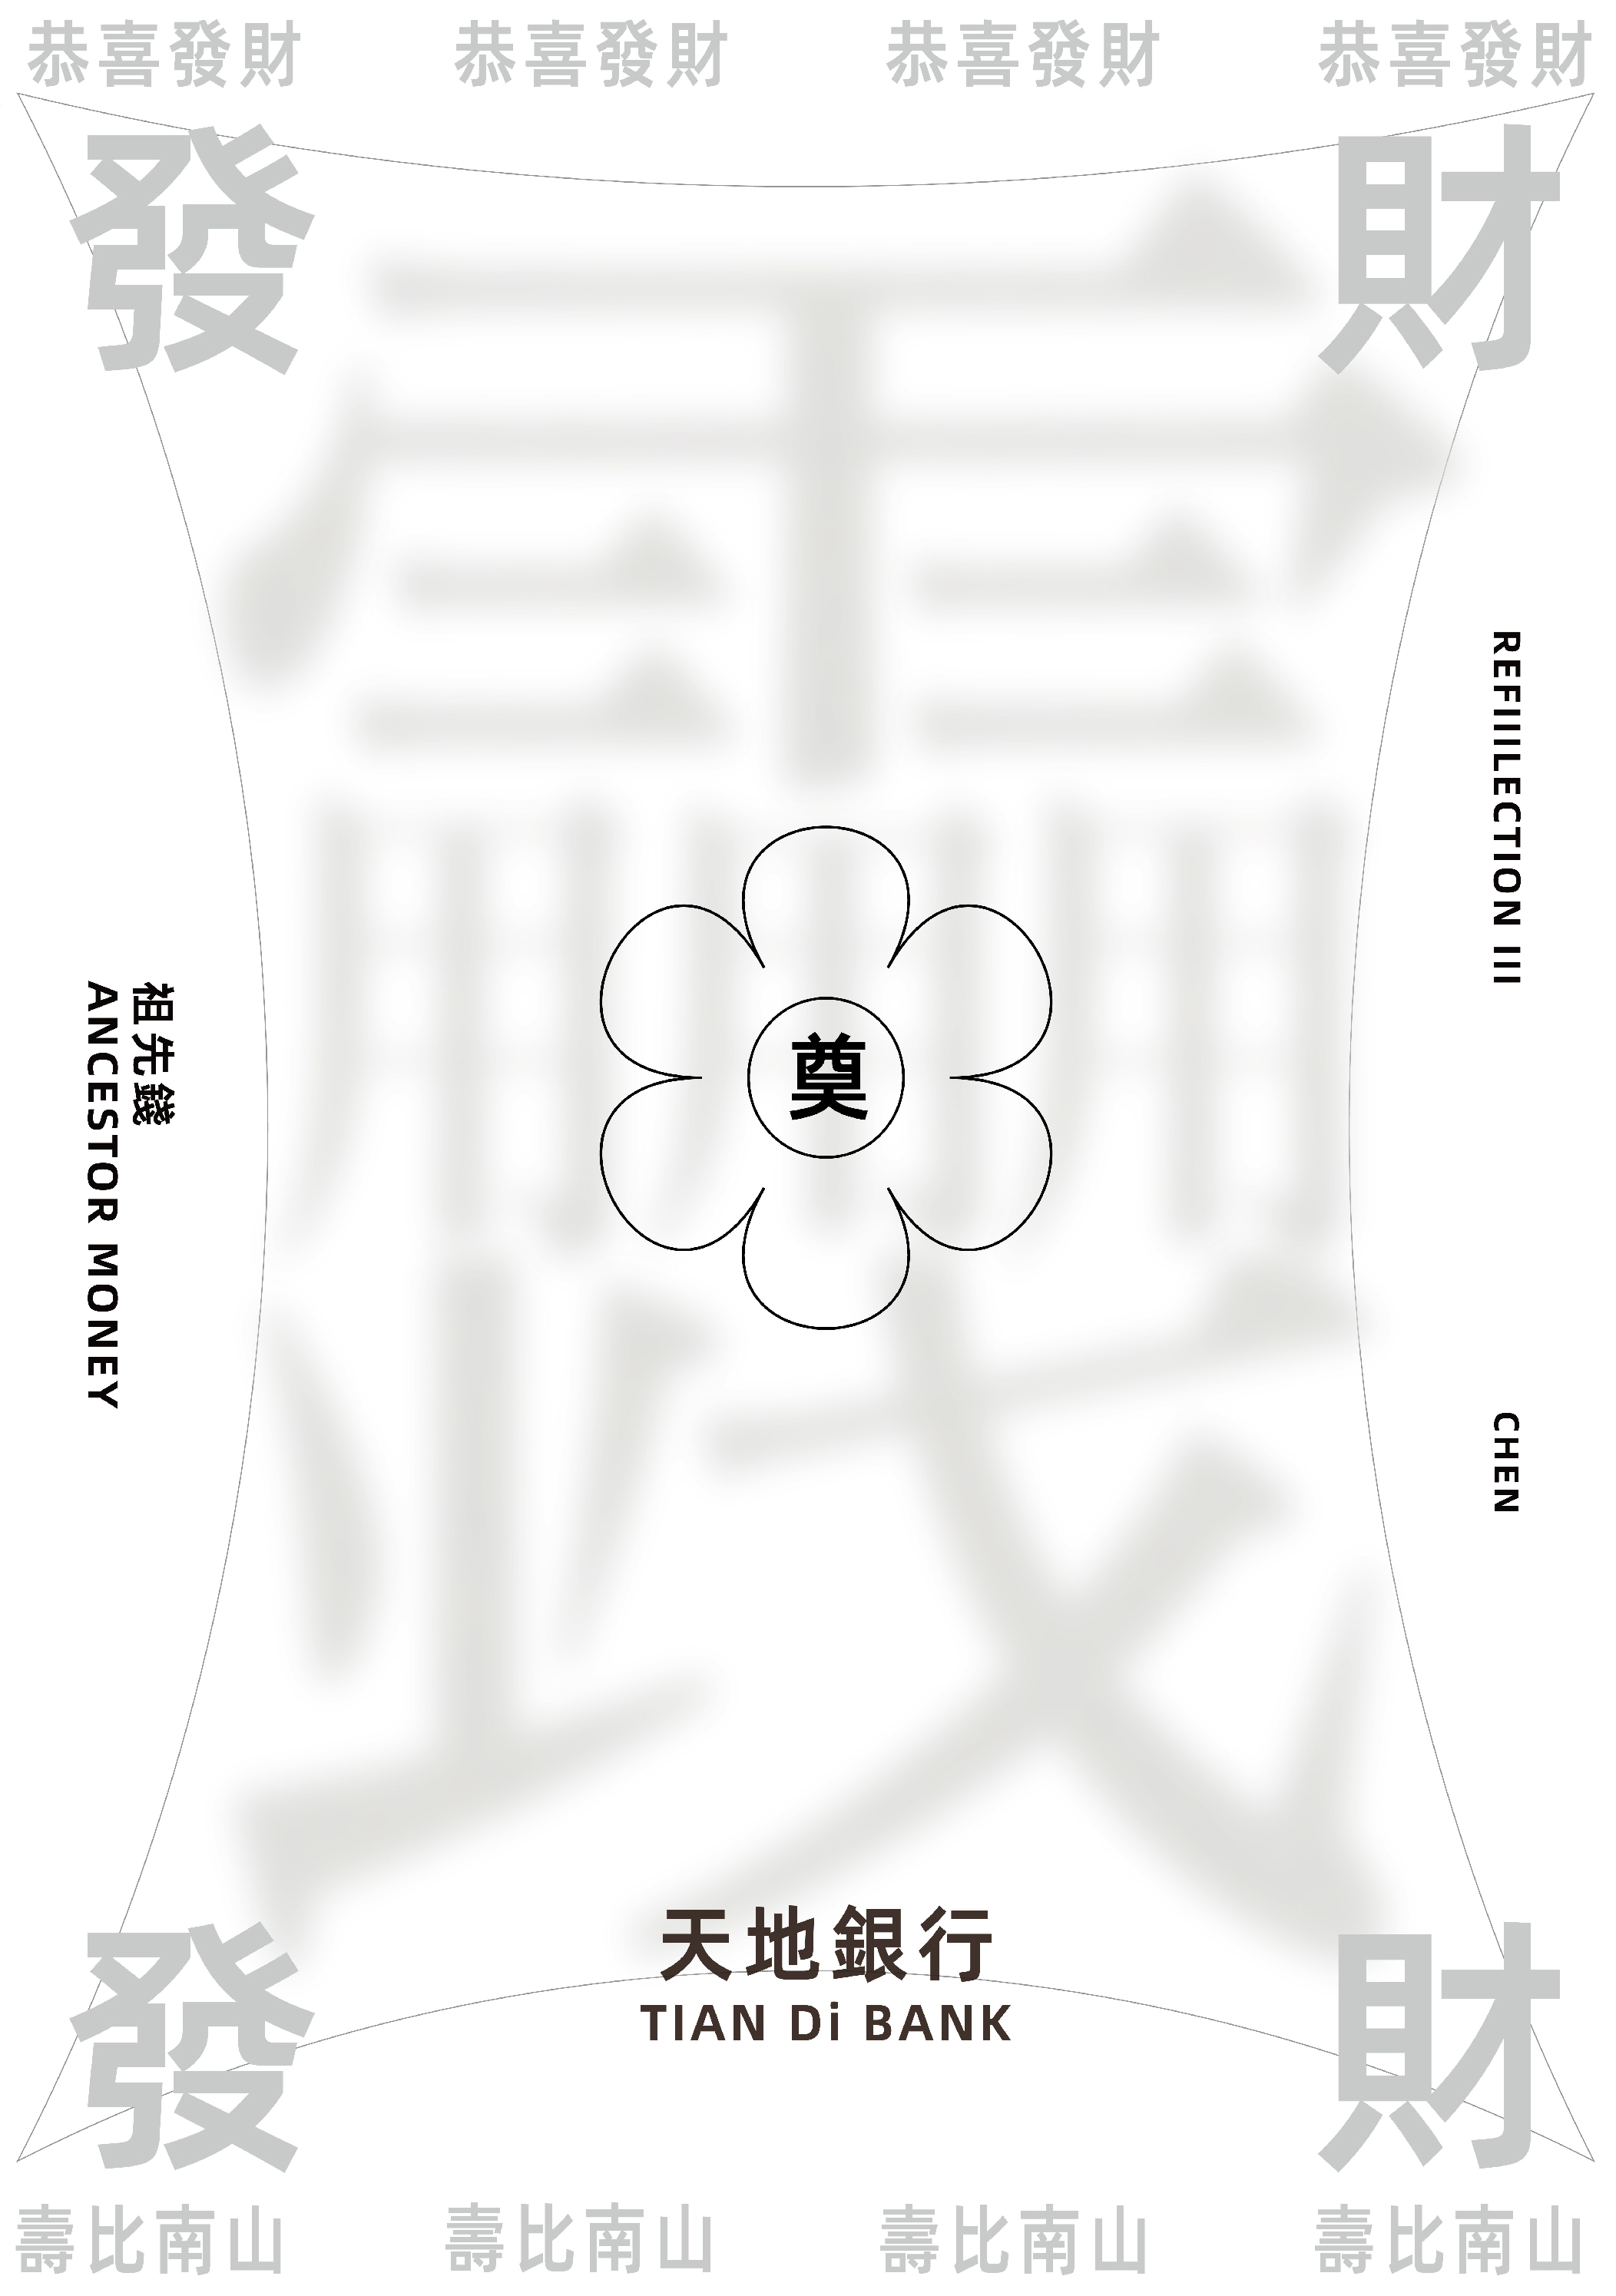 恭喜發財 恭喜發財 恭喜發財 恭喜發財
發 財
REFIIILECTION III
CHEN
奠
祖先錢
ANCESTOR MONEY
天地銀行
TIAN Di BANK
發 財
壽比南山 壽比南山 壽比南山 壽比南山